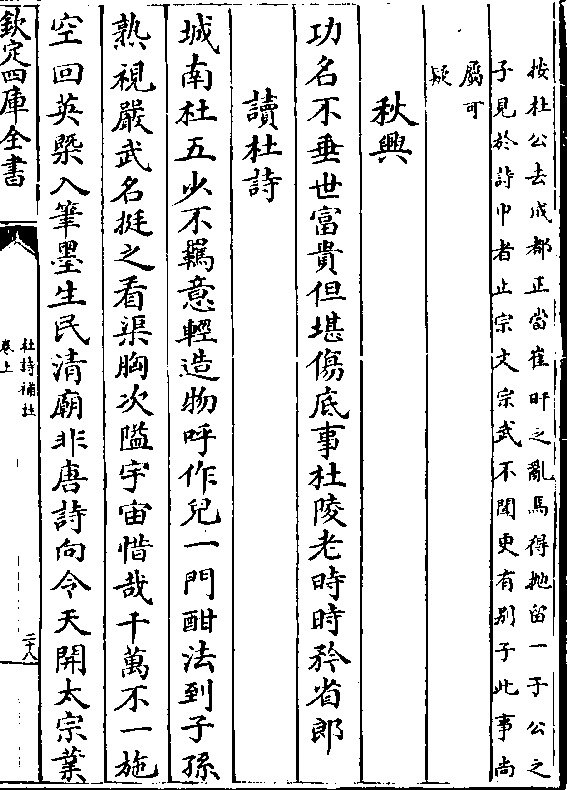 按杜公去成都正當崔旰之亂焉得抛留一子公之
子見於詩中者止宗文宗武不聞更有别子此事尚
屬可
疑
秋興
功名不垂世富貴但堪傷底事杜陵老時時矜省郎
讀杜詩
城南杜五少不羈意輕造物呼作兒一門酣法到子孫
熟視嚴武名挺之看渠胸次隘宇宙惜哉千萬不一施
空回英槩入筆墨生民清廟非唐詩向令天開太宗業
欽定四庫全書
杜詩補註
卷上
二十八